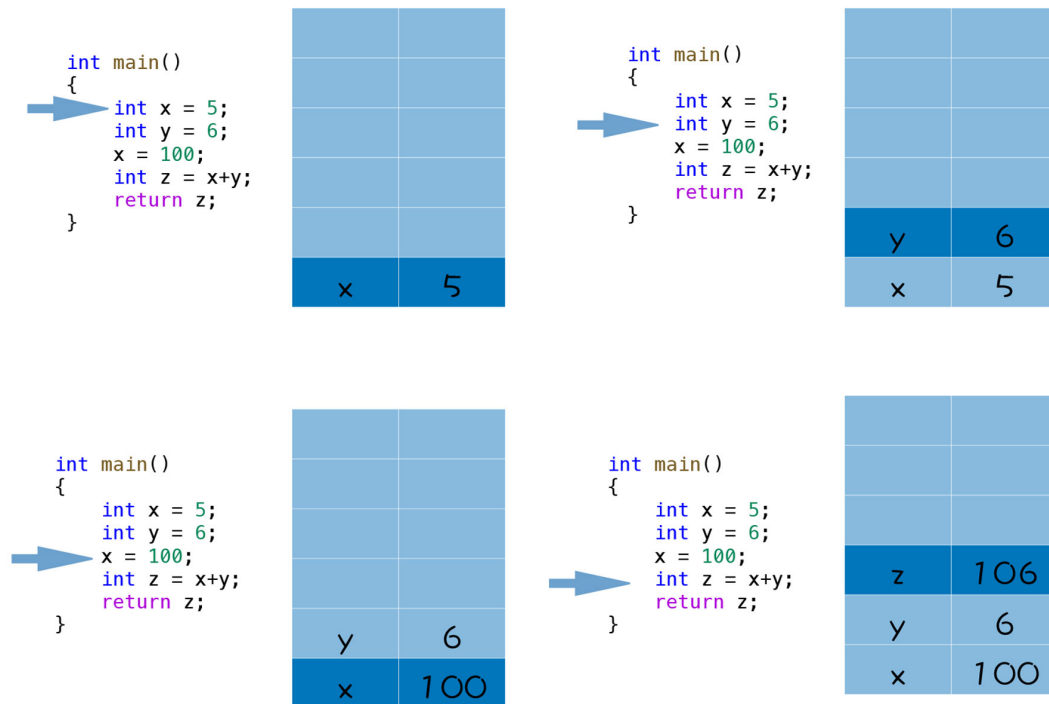 int main()
{
int x = 5;
int y = 6;
x = 100;
int z = x+y;
return z;
}
x 5
int main()
{
int x = 5;
int y = 6;
x = 100;
int z = x+y;
return z;
}
y 6
x 5
int main()
{
int x = 5;
int y = 6;
x = 100;
int z = x+y;
return z;
}
y 6
x 100
int main()
{
int x = 5;
int y = 6;
x = 100;
int z = x+y;
return z;
}
z 106
y 6
x 100